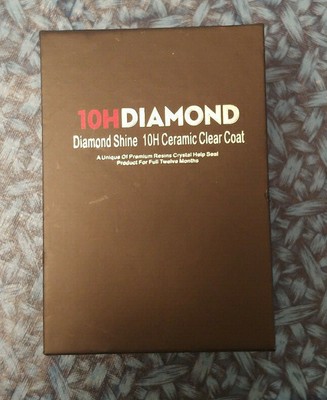 10HDIAMOND
Diamond Shine 10H Ceramic Clear Coat
A Unique Of Premium Resins Crystal Help Seal
Product For Full Twelve Months